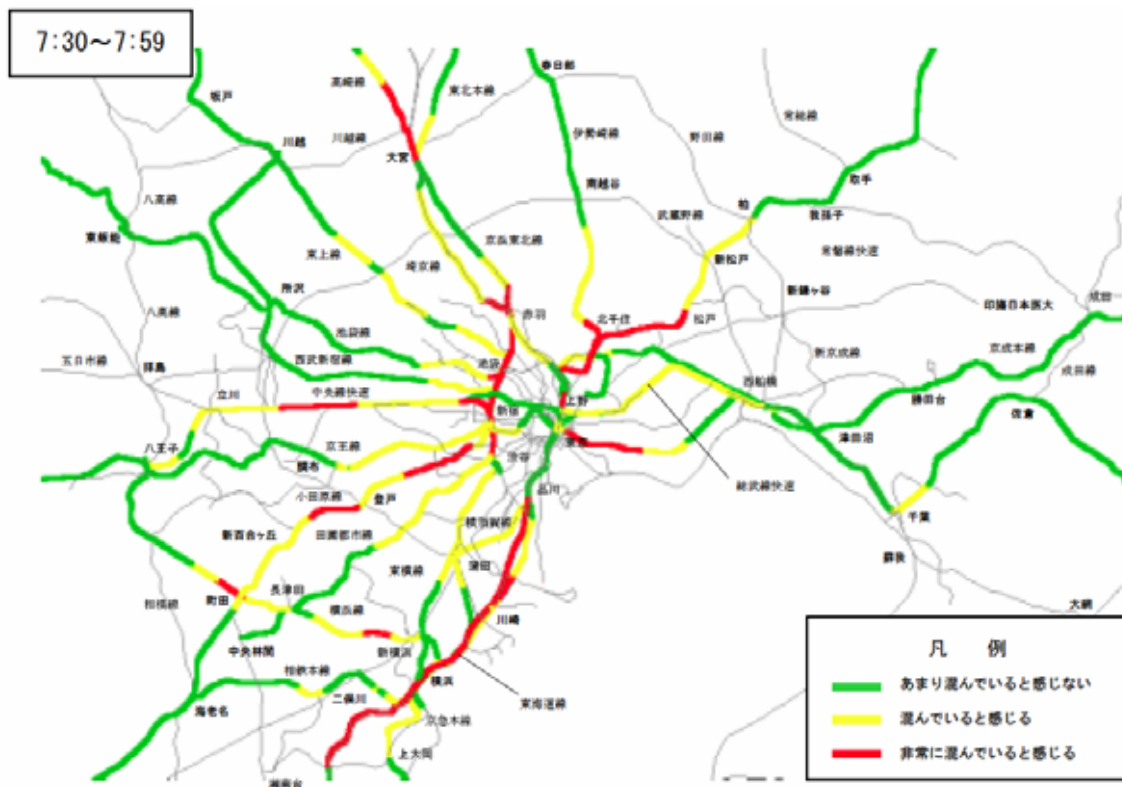 7:30～7:59
春日部
高崎線
東北本線
坂戸
常総線
伊勢崎線
野田線
川越
川越線
大宮
南越谷
取手
柏
八高線
武蔵野線
我孫子
東飯能
東上線
京浜東北線
常磐線快速
埼京線
新松戸
所沢
新鎌ヶ谷
成田
八高線
赤羽
北千住
松戸
印旛日本医大
池袋線
五日市線
西武新宿線
池袋
新京成線
京成本線
拝島
西船橋
成田線
中央線快速
立川
上野
勝田台
新宿
佐倉
京王線
東京
津田沼
八王子
調布
渋谷
小田原線
登戸
品川
総武線快速
千葉
新百合ヶ丘
田園都市線
横須賀線
東横線
蒲田
蘇我
長津田
相模線
町田
横浜線
川崎
大網
中央林間
新横浜
相鉄本線
横浜
二俣川
東海道線
海老名
京急本線
上大岡
湘南台
凡 例
あまり混んでいると感じない
混んでいると感じる
非常に混んでいると感じる